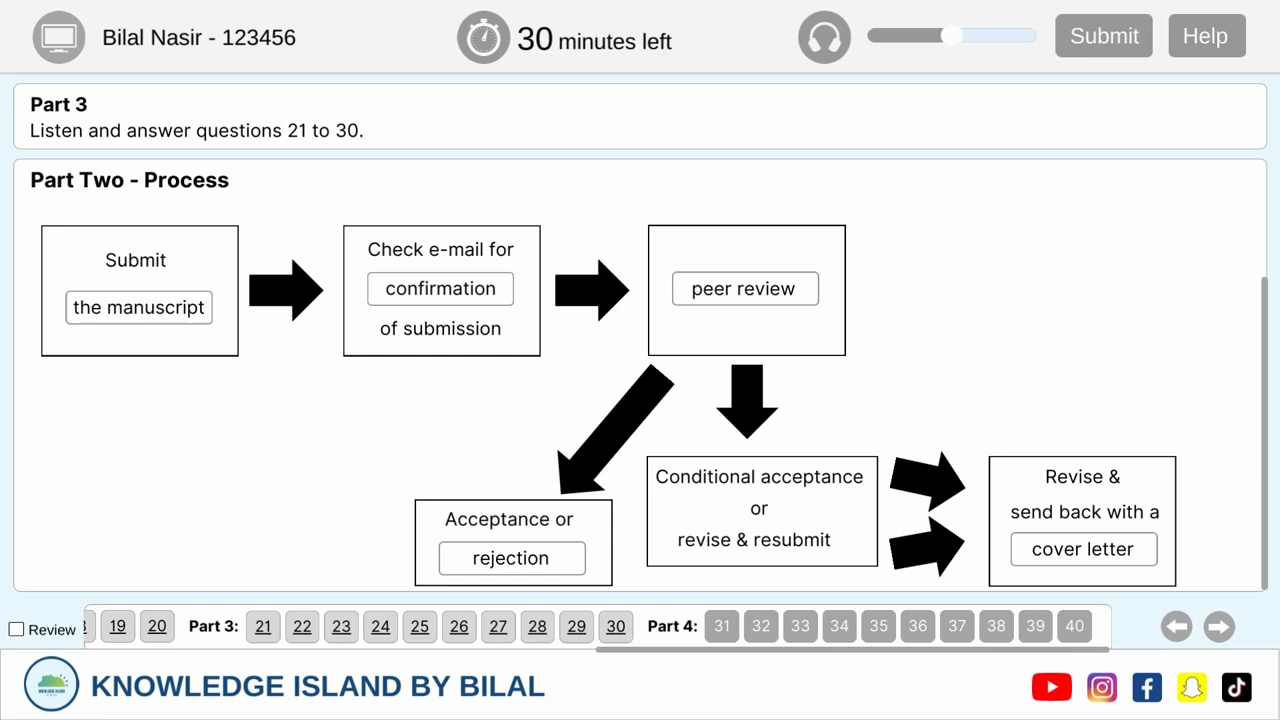 Bilal Nasir - 123456
30 minutes left
Submit
Help
Part 3
Listen and answer questions 21 to 30.
Part Two - Process
Submit
the manuscript
Check e-mail for
confirmation
of submission
peer review
Acceptance or
rejection
Conditional acceptance
or
revise & resubmit
Revise &
send back with a
cover letter
Review
19 20 Part 3: 21 22 23 24 25 26 27 28 29 30 Part 4: 31 32 33 34 35 36 37 38 39 40
KNOWLEDGE ISLAND BY BILAL